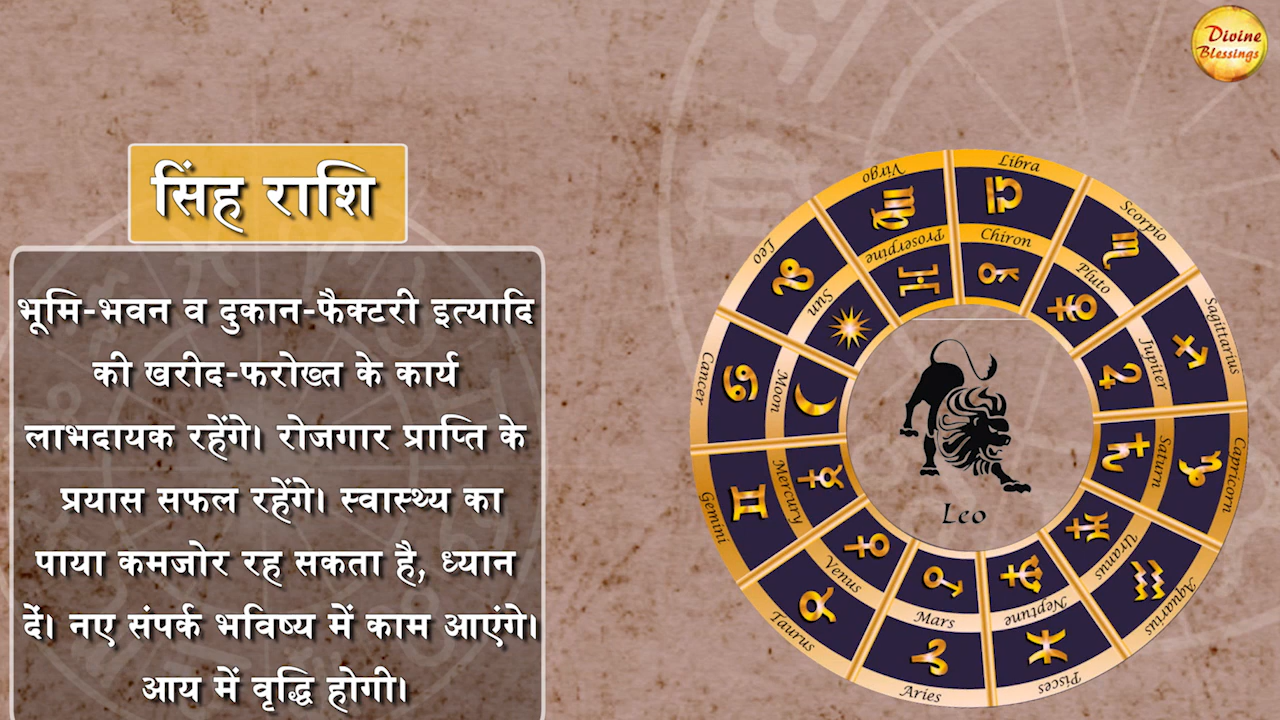 Divine
Blessings
सिंह राशि
भूमि-भवन व दुकान-फैक्टरी इत्यादि
की खरीद-फरोख्त के कार्य
लाभदायक रहेंगे। रोजगार प्राप्ति के
प्रयास सफल रहेंगे। स्वास्थ्य का
पाया कमजोर रह सकता है, ध्यान
दें। नए संपर्क भविष्य में काम आएंगे।
आय में वृद्धि होगी।
Libra
Scorpio
Sagittarius
Capricorn
Aquarius
Pisces
Aries
Taurus
Gemini
Cancer
Leo
Virgo
Chiron
Pluto
Jupiter
Saturn
Uranus
Neptune
Mars
Venus
Mercury
Moon
Sun
Proserpine
Leo